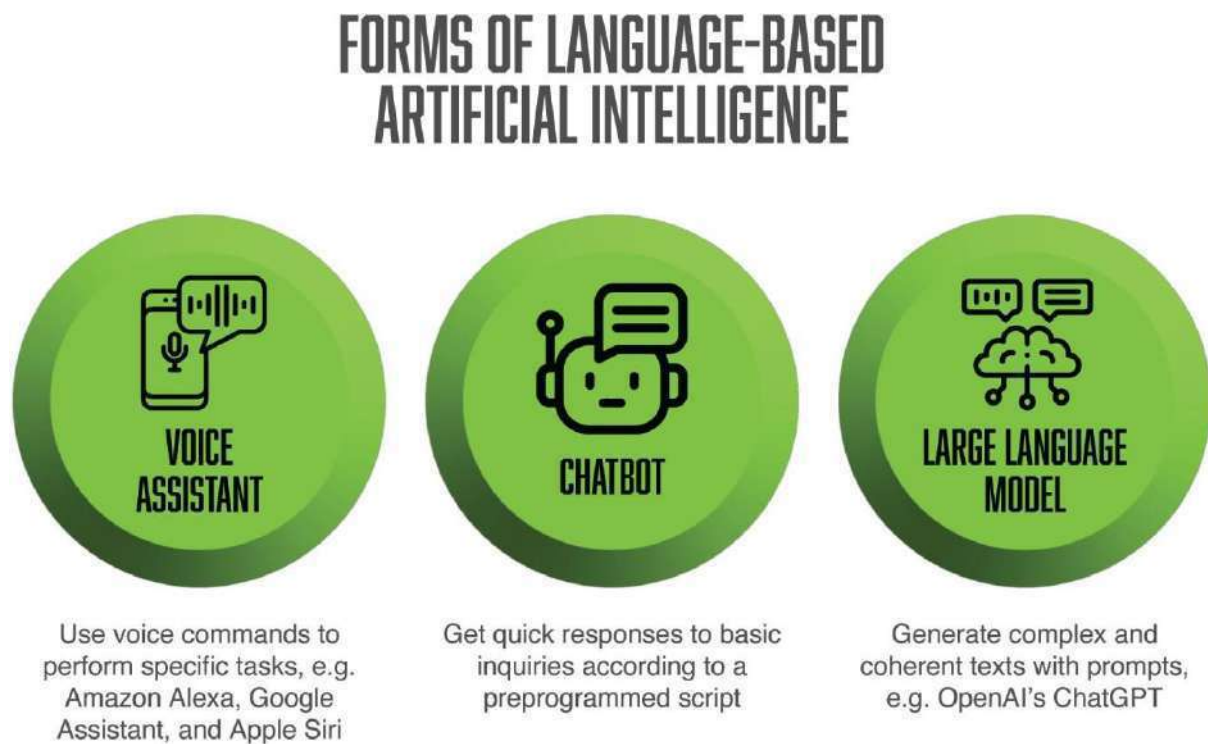 FORMS OF LANGUAGE-BASED
ARTIFICIAL INTELLIGENCE
VOICE
ASSISTANT
Use voice commands to
perform specific tasks, e.g.
Amazon Alexa, Google
Assistant, and Apple Siri
CHATBOT
Get quick responses to basic
inquiries according to a
preprogrammed script
LARGE LANGUAGE
MODEL
Generate complex and
coherent texts with prompts,
e.g. OpenAI's ChatGPT